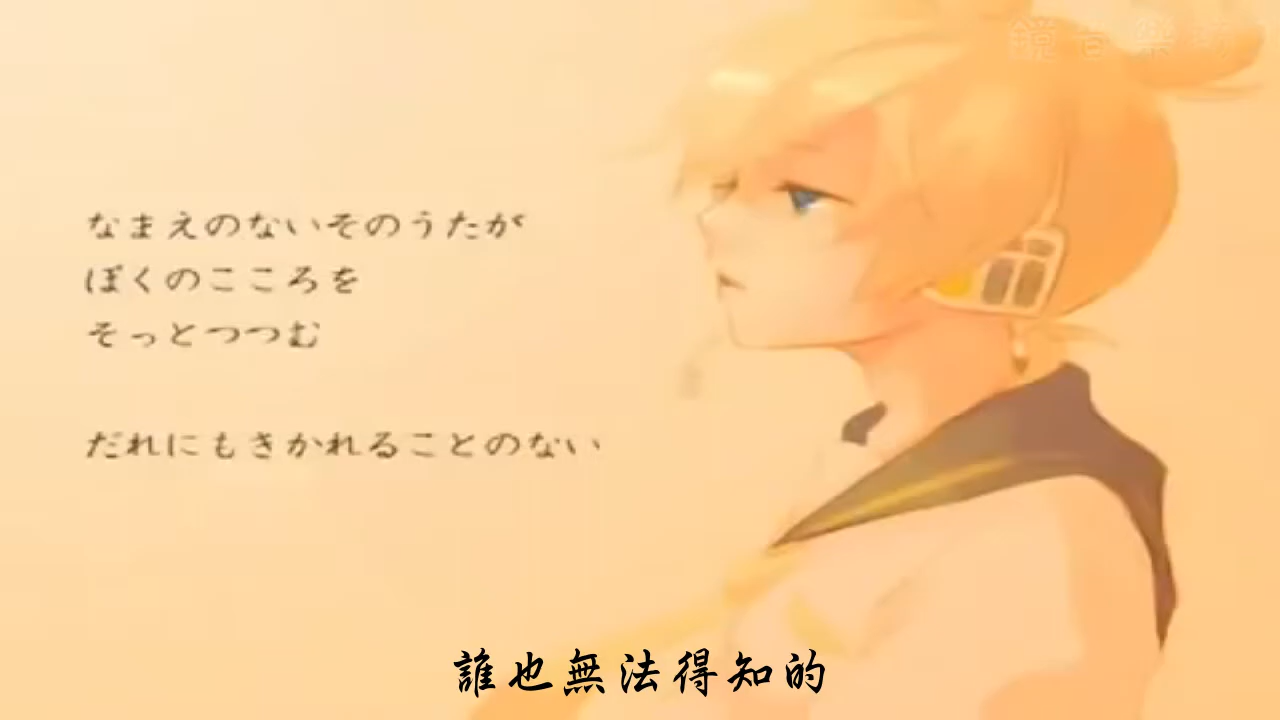 なまえのないそのうたが
ぼくのこころを
そっとつつむ
だれにもきかれることのない
誰也無法得知的